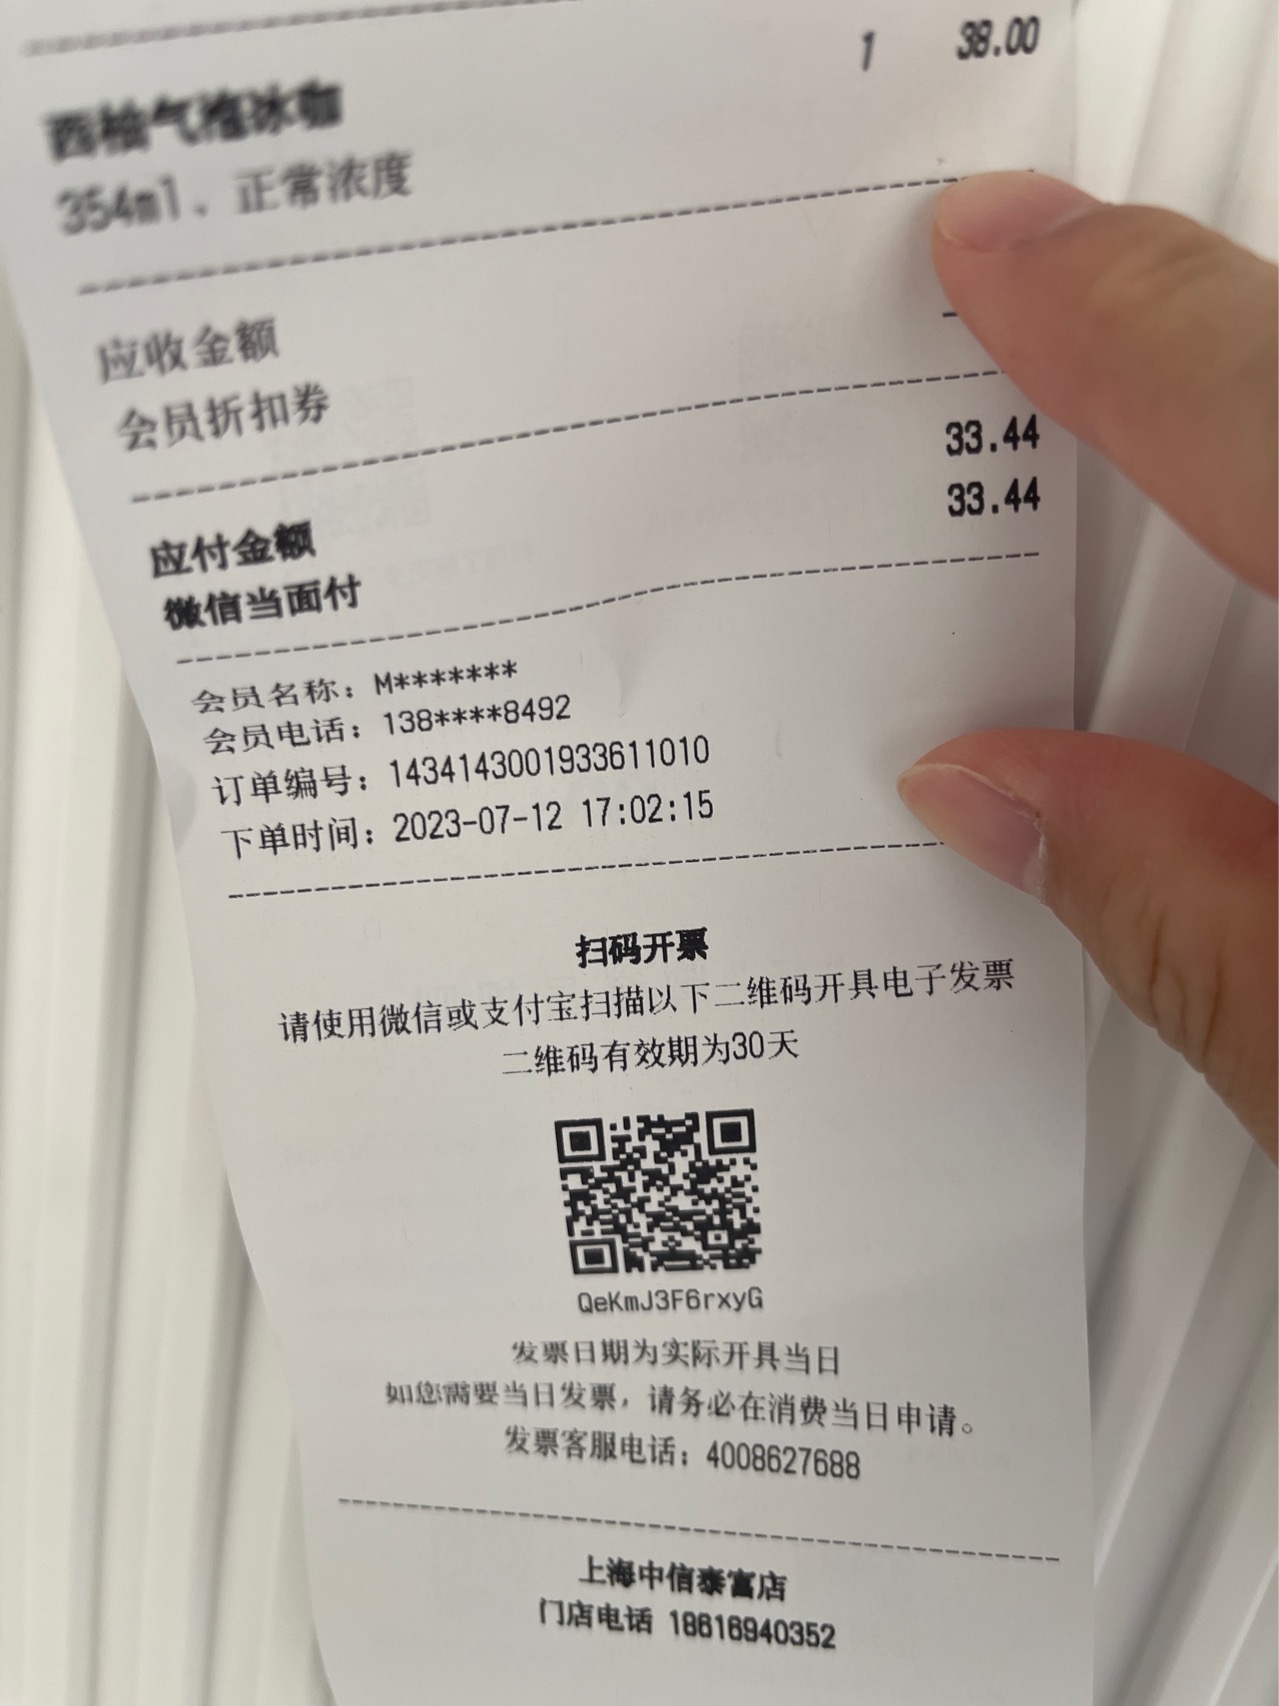 1 38.00
西柚气泡冰咖
354ml、正常浓度
应收金额
会员折扣券 -
应付金额 33.44
微信当面付 33.44
会员名称：M*******
会员电话：138****8492
订单编号：1434143001933611010
下单时间：2023-07-12 17:02:15
扫码开票
请使用微信或支付宝扫描以下二维码开具电子发票
二维码有效期为30天
QeKmJ3F6rxyG
发票日期为实际开具当日
如您需要当日发票，请务必在消费当日申请。
发票客服电话：4008627688
上海中信泰富店
门店电话 18616940352